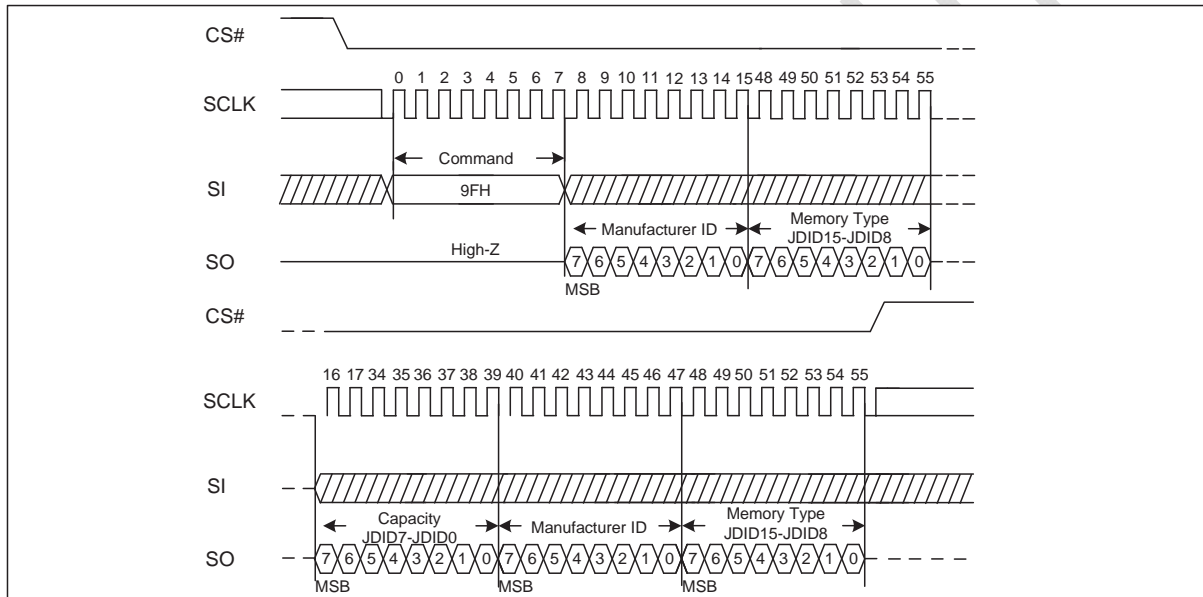 CS#
0 1 2 3 4 5 6 7 8 9 10 11 12 13 14 15 48 49 50 51 52 53 54 55
SCLK
Command
SI
9FH
Manufacturer ID
Memory Type
JDID15-JDID8
High-Z
SO
7 6 5 4 3 2 1 0 7 6 5 4 3 2 1 0
MSB
CS#
16 17 34 35 36 37 38 39 40 41 42 43 44 45 46 47 48 49 50 51 52 53 54 55
SCLK
SI
Capacity
JDID7-JDID0
Manufacturer ID
Memory Type
JDID15-JDID8
SO
7 6 5 4 3 2 1 0 7 6 5 4 3 2 1 0 7 6 5 4 3 2 1 0
MSB MSB MSB